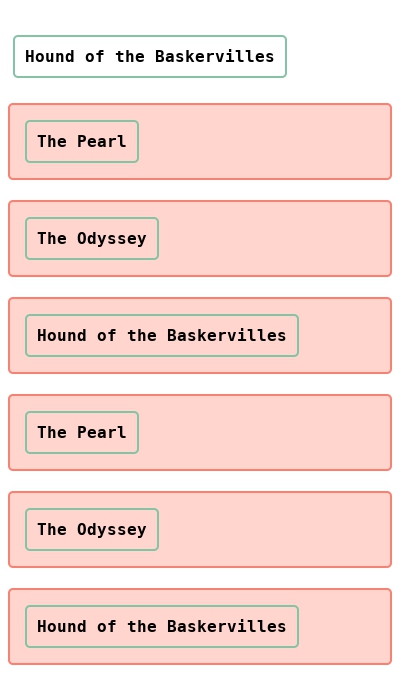 Hound of the Baskervilles
The Pearl
The Odyssey
Hound of the Baskervilles
The Pearl
The Odyssey
Hound of the Baskervilles